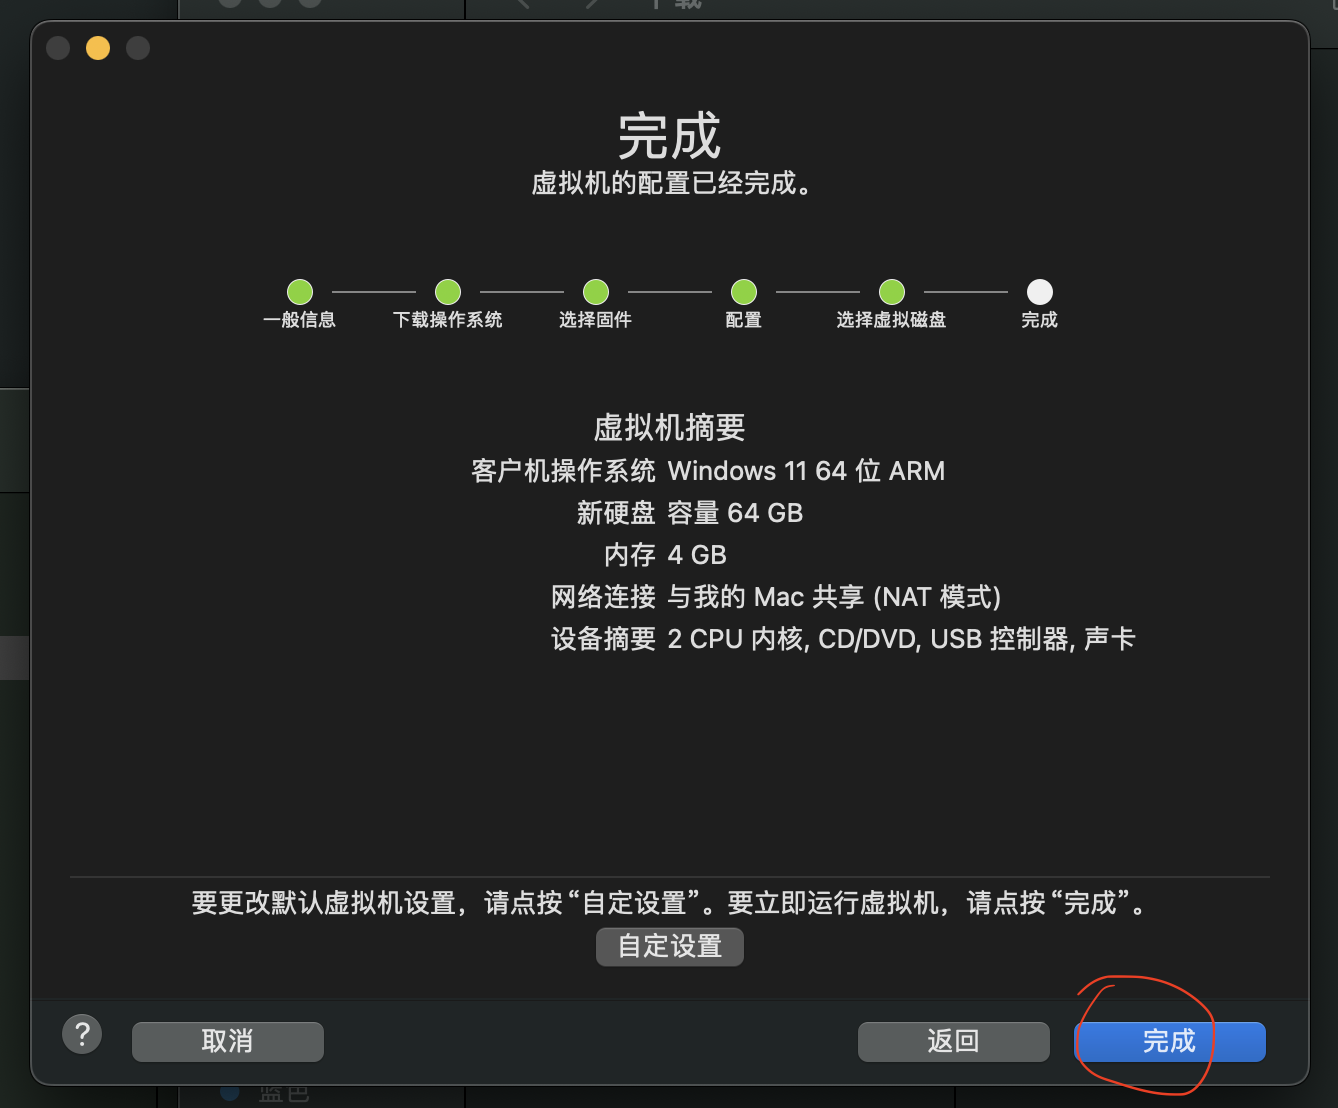 下载
完成
虚拟机的配置已经完成。
一般信息 下载操作系统 选择固件 配置 选择虚拟磁盘 完成
虚拟机摘要
客户机操作系统 Windows 11 64 位 ARM
新硬盘 容量 64 GB
内存 4 GB
网络连接 与我的 Mac 共享 (NAT 模式)
设备摘要 2 CPU 内核, CD/DVD, USB 控制器, 声卡
要更改默认虚拟机设置，请点按“自定设置”。要立即运行虚拟机，请点按“完成”。
自定设置
? 取消 返回 完成
蓝色